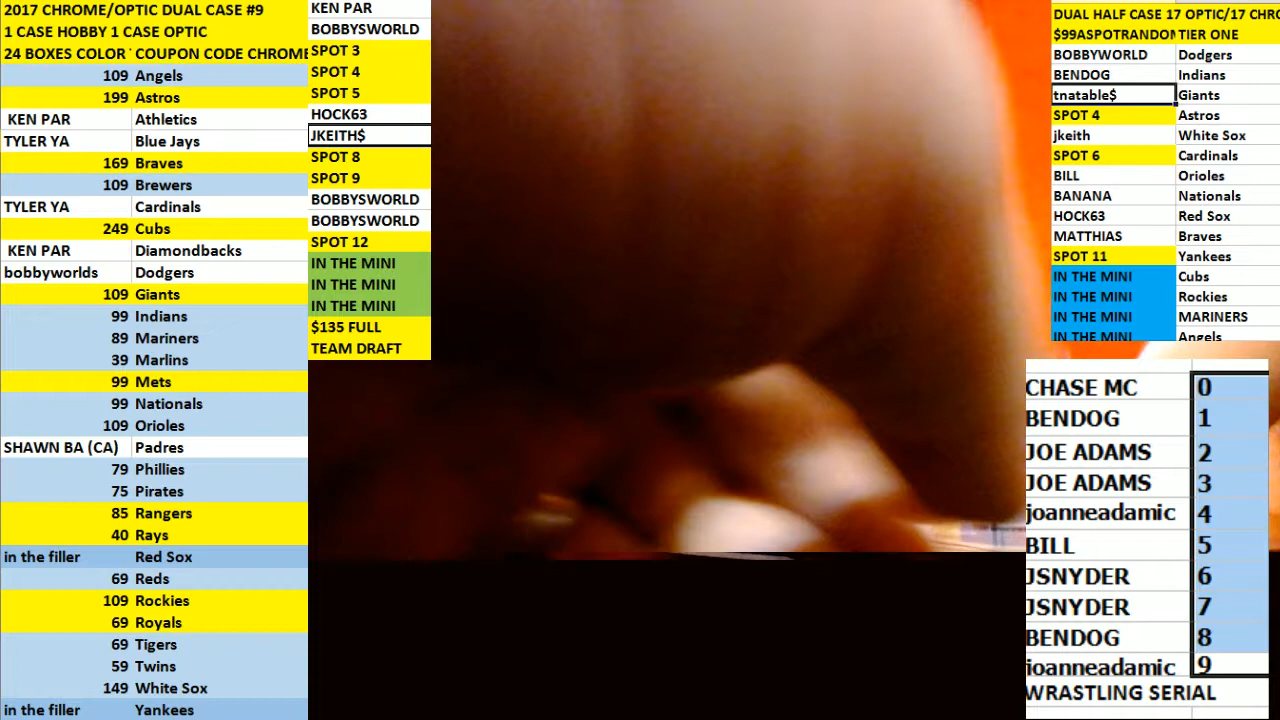 2017 CHROME/OPTIC DUAL CASE #9
1 CASE HOBBY 1 CASE OPTIC
24 BOXES COLOR ' COUPON CODE CHROME
109 Angels
199 Astros
KEN PAR Athletics
TYLER YA Blue Jays
169 Braves
109 Brewers
TYLER YA Cardinals
249 Cubs
KEN PAR Diamondbacks
bobbyworlds Dodgers
109 Giants
99 Indians
89 Mariners
39 Marlins
99 Mets
99 Nationals
109 Orioles
SHAWN BA (CA) Padres
79 Phillies
75 Pirates
85 Rangers
40 Rays
in the filler Red Sox
69 Reds
109 Rockies
69 Royals
69 Tigers
59 Twins
149 White Sox
in the filler Yankees
KEN PAR
BOBBYSWORLD
SPOT 3
SPOT 4
SPOT 5
HOCK63
JKEITH$
SPOT 8
SPOT 9
BOBBYSWORLD
BOBBYSWORLD
SPOT 12
IN THE MINI
IN THE MINI
IN THE MINI
$135 FULL
TEAM DRAFT
DUAL HALF CASE 17 OPTIC/17 CHRO
$99ASPOTRANDOM TIER ONE
BOBBYWORLD Dodgers
BENDOG Indians
tnatable$ Giants
SPOT 4 Astros
jkeith White Sox
SPOT 6 Cardinals
BILL Orioles
BANANA Nationals
HOCK63 Red Sox
MATTHIAS Braves
SPOT 11 Yankees
IN THE MINI Cubs
IN THE MINI Rockies
IN THE MINI MARINERS
IN THE MINI Angels
CHASE MC 0
BENDOG 1
JOE ADAMS 2
JOE ADAMS 3
joanneadamic 4
BILL 5
JSNYDER 6
JSNYDER 7
BENDOG 8
joanneadamic 9
WRASTLING SERIAL